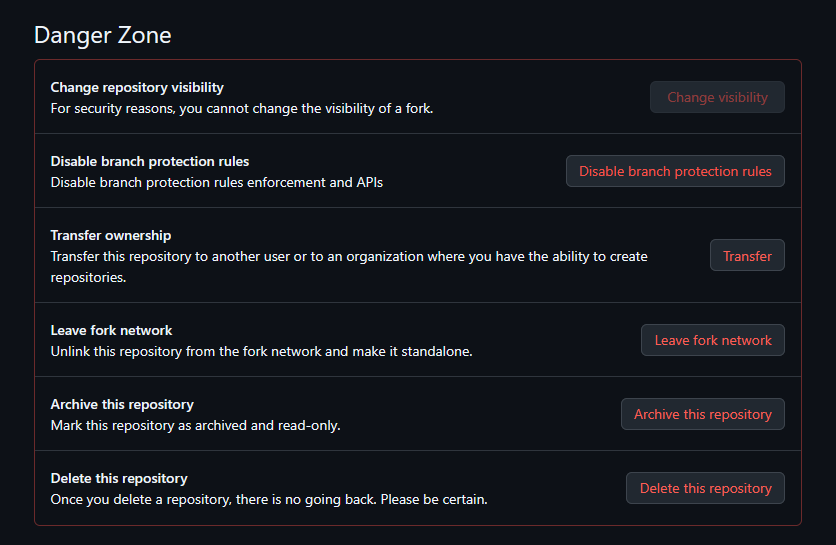 Danger Zone
Change repository visibility
For security reasons, you cannot change the visibility of a fork.
Change visibility
Disable branch protection rules
Disable branch protection rules enforcement and APIs
Disable branch protection rules
Transfer ownership
Transfer this repository to another user or to an organization where you have the ability to create
repositories.
Transfer
Leave fork network
Unlink this repository from the fork network and make it standalone.
Leave fork network
Archive this repository
Mark this repository as archived and read-only.
Archive this repository
Delete this repository
Once you delete a repository, there is no going back. Please be certain.
Delete this repository